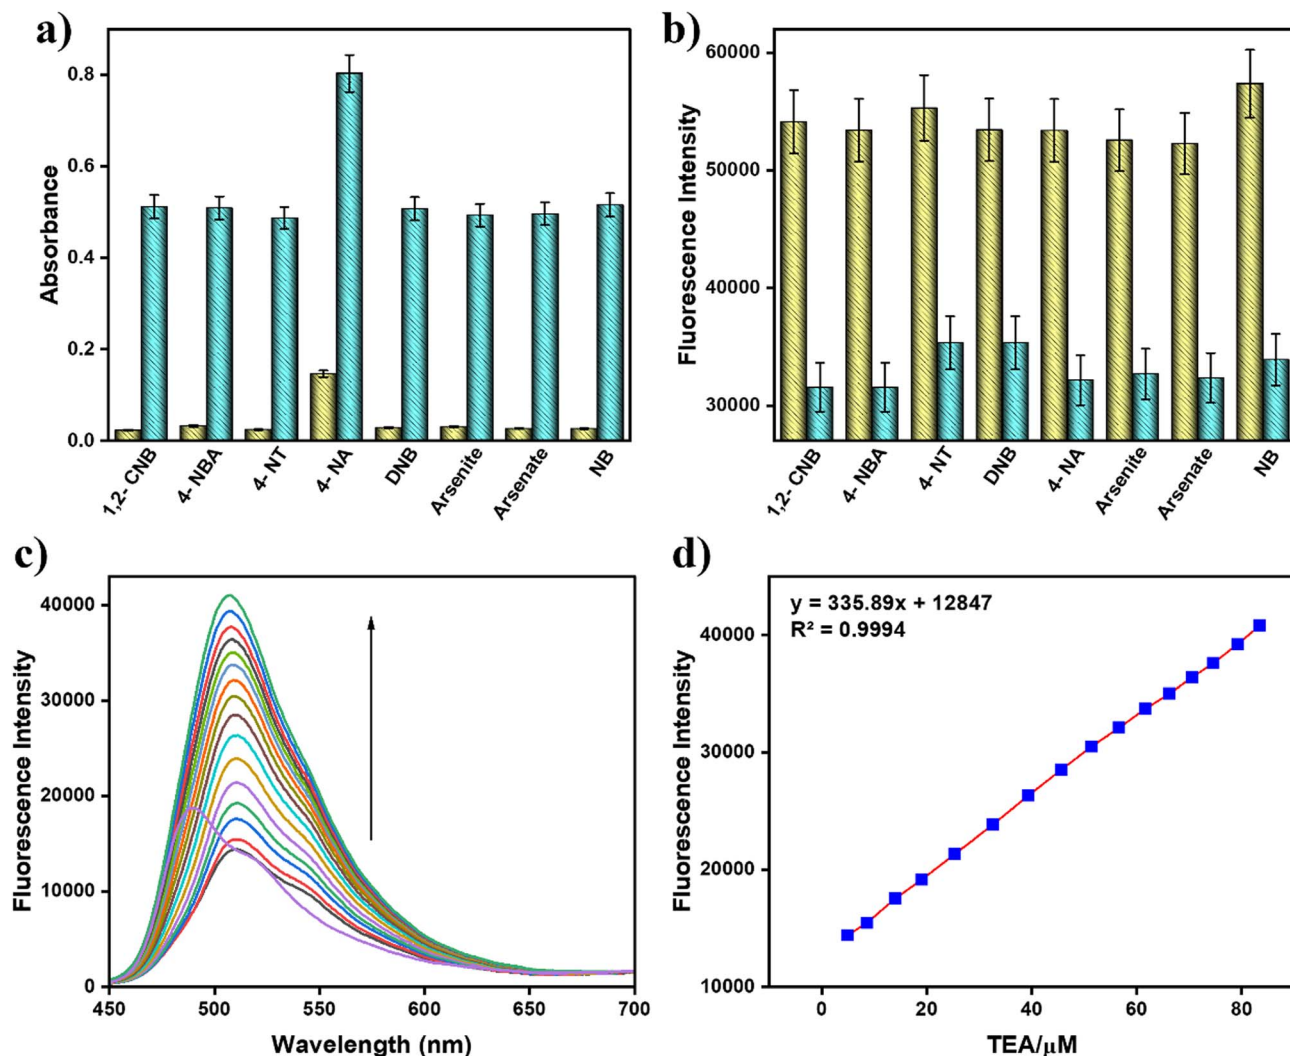 a)
0.8
0.6
0.4
0.2
0.0
Absorbance
1,2- CNB
4- NBA
4- NT
4- NA
DNB
Arsenite
Arsenate
NB
b)
60000
50000
40000
30000
Fluorescence Intensity
1,2- CNB
4- NBA
4- NT
DNB
4- NA
Arsenite
Arsenate
NB
c)
40000
30000
20000
10000
0
Fluorescence Intensity
450
500
550
600
650
700
Wavelength (nm)
d)
y = 335.89x + 12847
R² = 0.9994
40000
30000
20000
10000
Fluorescence Intensity
0
20
40
60
80
TEA/μM